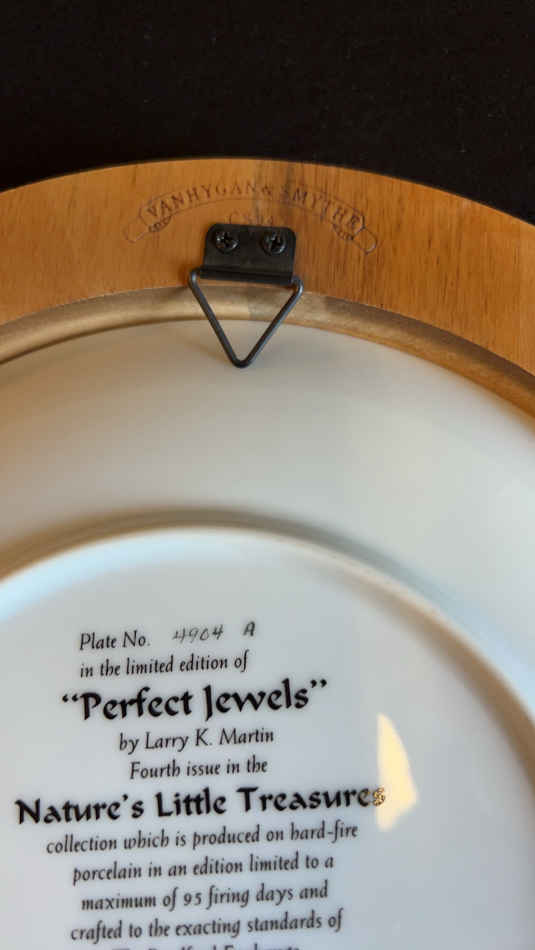 VANHYGAN & SMYTHE
Plate No. 4904 A
in the limited edition of
“Perfect Jewels”
by Larry K. Martin
Fourth issue in the
Nature's Little Treasures
collection which is produced on hard-fire
porcelain in an edition limited to a
maximum of 95 firing days and
crafted to the exacting standards of